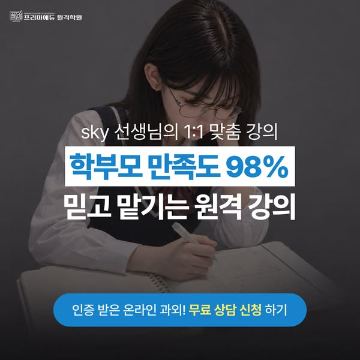 프리마에듀 원격학원
sky 선생님의 1:1 맞춤 강의
학부모 만족도 98%
믿고 맡기는 원격 강의
인증 받은 온라인 과외! 무료 상담 신청 하기